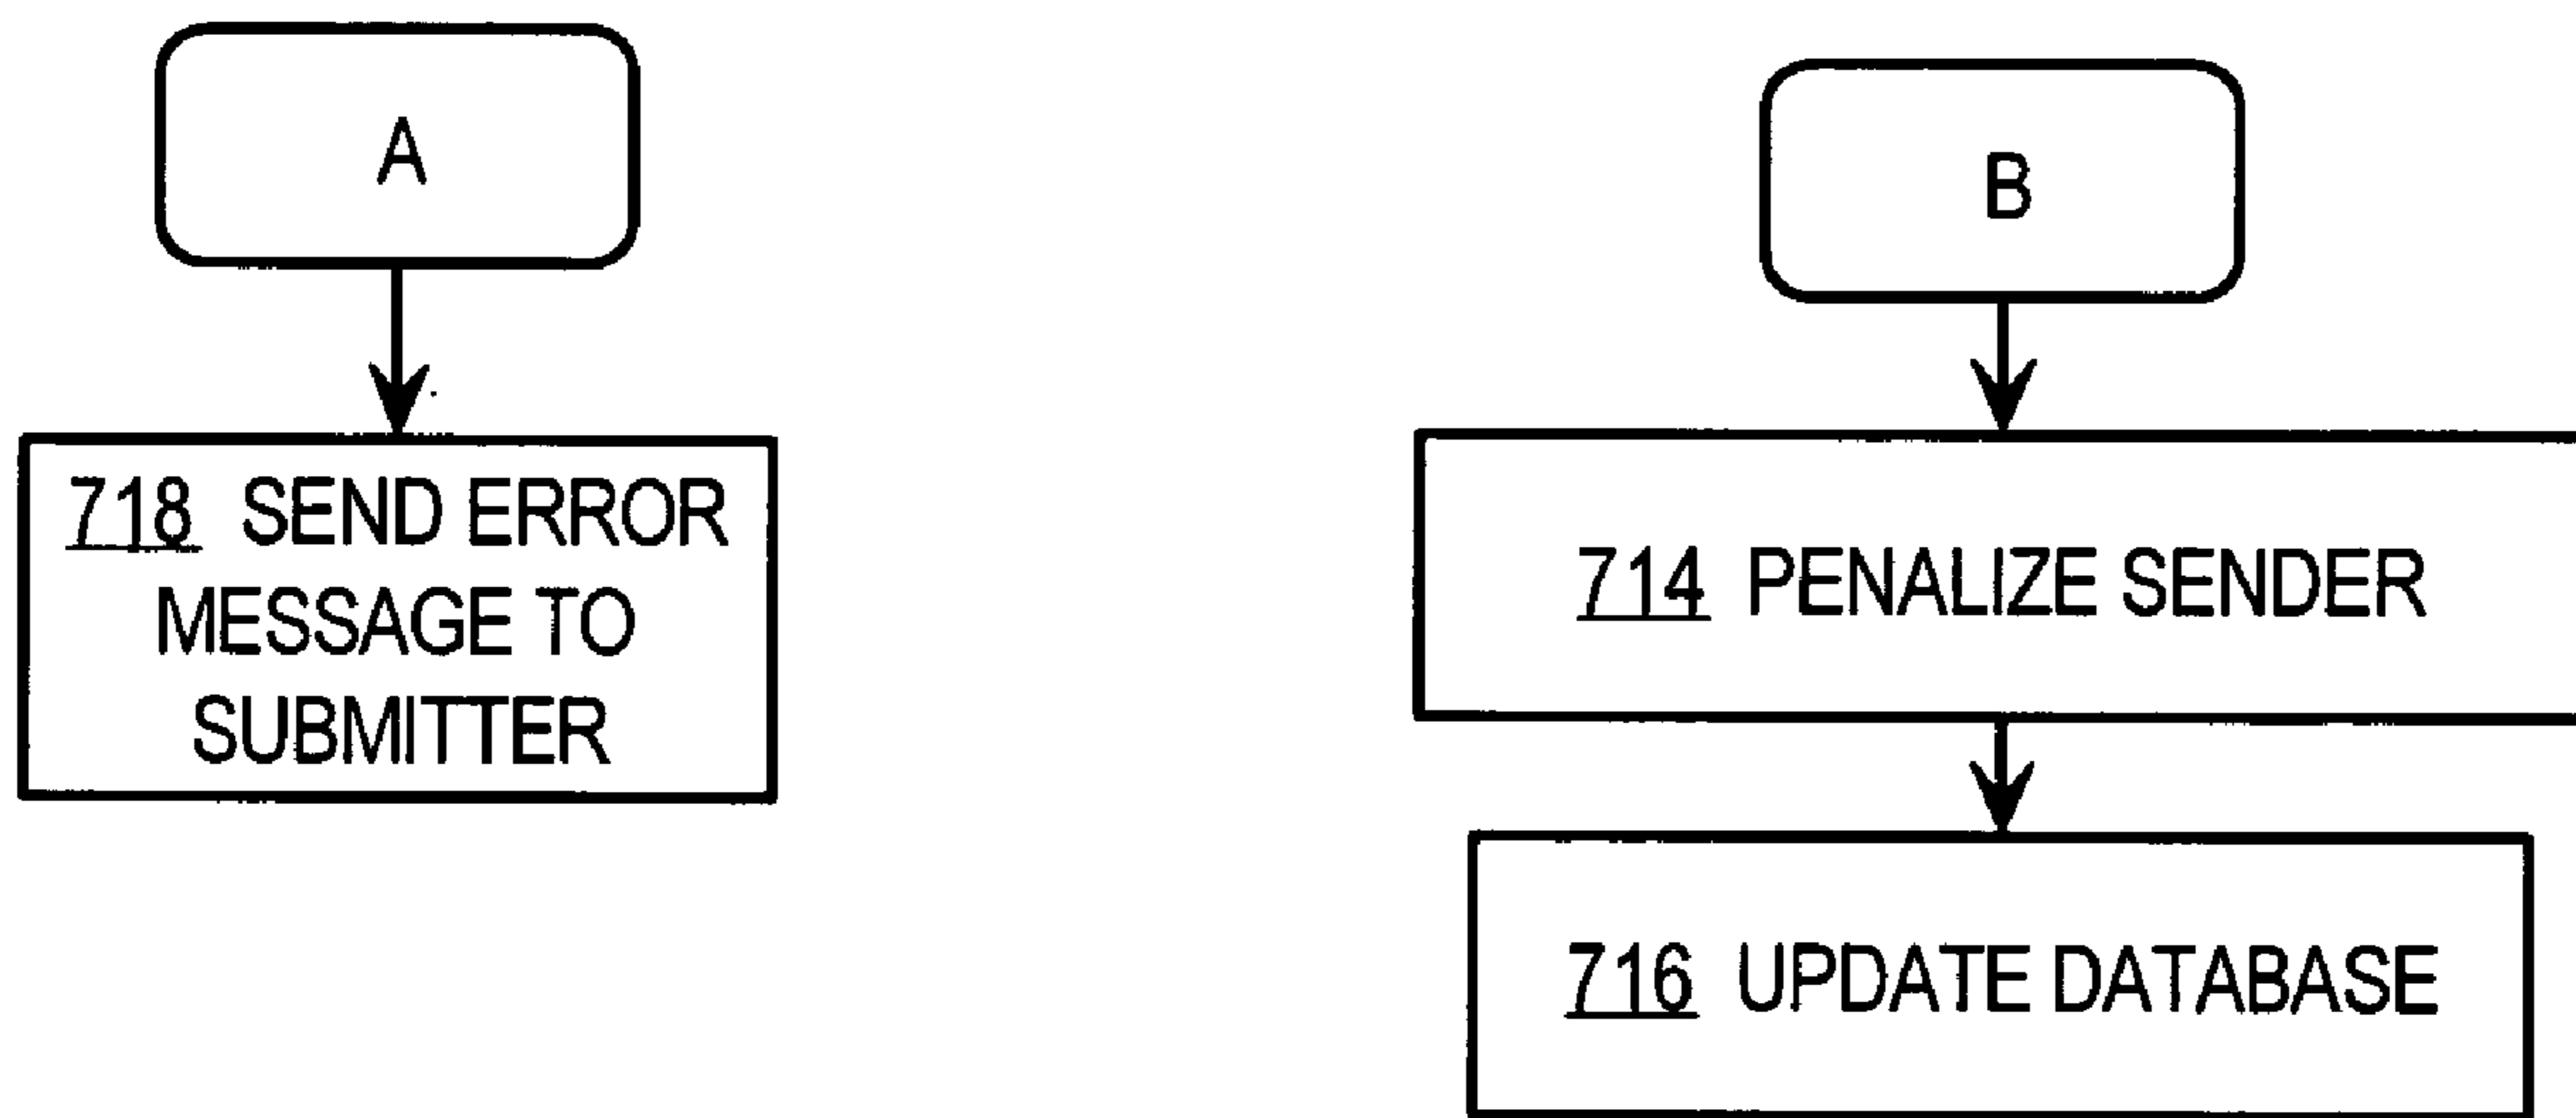 A
718 SEND ERROR
MESSAGE TO
SUBMITTER
B
714 PENALIZE SENDER
716 UPDATE DATABASE